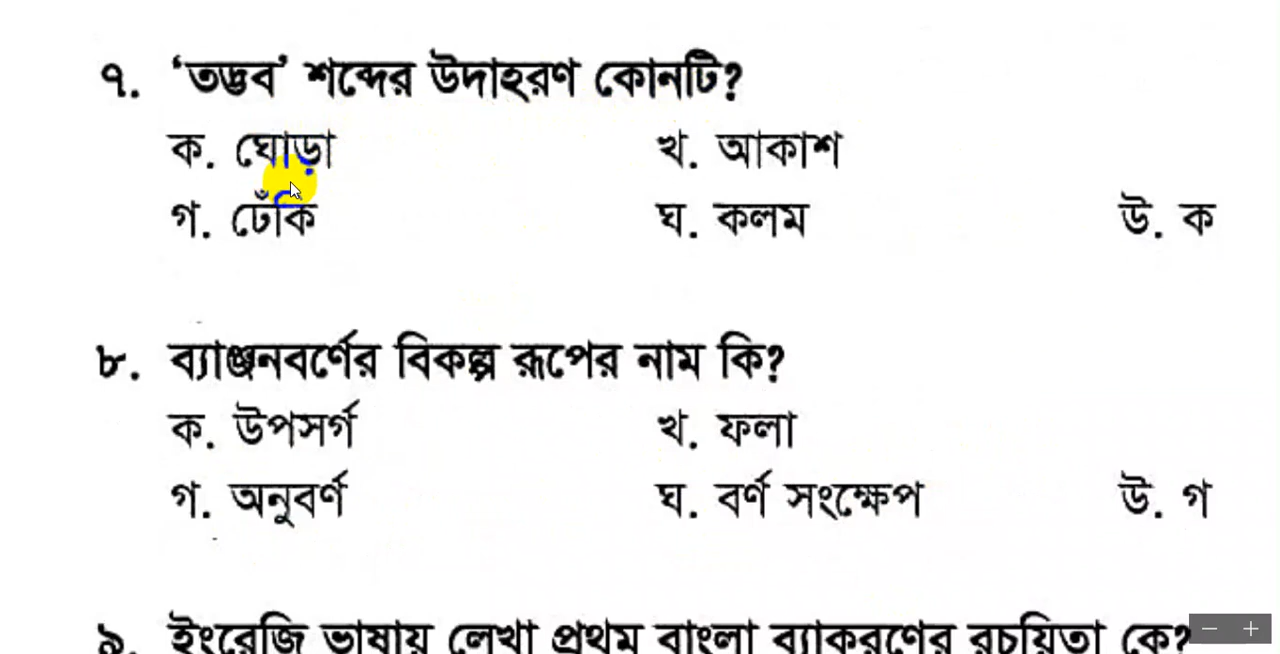 ৭. ‘তদ্ভব’ শব্দের উদাহরণ কোনটি?
ক. ঘোড়া খ. আকাশ
গ. ঢেঁকি ঘ. কলম উ. ক
৮. ব্যাঞ্জনবর্ণের বিকল্প রূপের নাম কি?
ক. উপসর্গ খ. ফলা
গ. অনুবর্ণ ঘ. বর্ণ সংক্ষেপ উ. গ
৯. ইংরেজি ভাষায় লেখা প্রথম বাংলা ব্যাকরণের রচয়িতা কে?